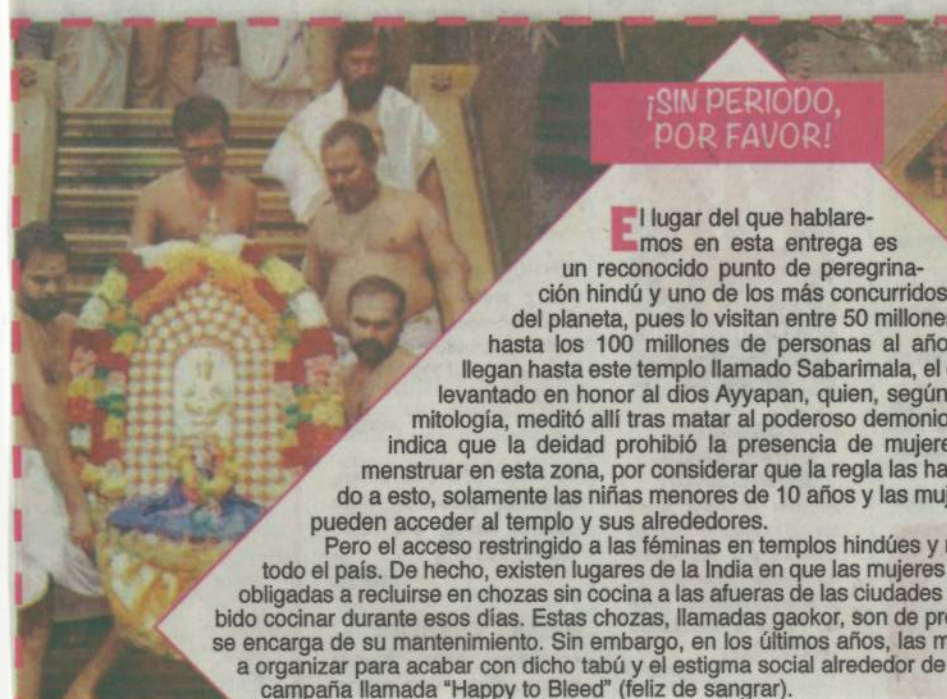 ¡SIN PERIODO,
POR FAVOR!
El lugar del que hablare-
mos en esta entrega es
un reconocido punto de peregrina-
ción hindú y uno de los más concurridos
del planeta, pues lo visitan entre 50 millones
hasta los 100 millones de personas al año
llegan hasta este templo llamado Sabarimala, el
levantado en honor al dios Ayyapan, quien, según
mitología, meditó allí tras matar al poderoso demonio
indica que la deidad prohibió la presencia de mujere
menstruar en esta zona, por considerar que la regla las ha
do a esto, solamente las niñas menores de 10 años y las muj
pueden acceder al templo y sus alrededores.
Pero el acceso restringido a las féminas en templos hindúes y
todo el país. De hecho, existen lugares de la India en que las mujeres
obligadas a recluirse en chozas sin cocina a las afueras de las ciudades
bido cocinar durante esos días. Estas chozas, llamadas gaokor, son de pro
se encarga de su mantenimiento. Sin embargo, en los últimos años, las m
a organizar para acabar con dicho tabú y el estigma social alrededor de
campaña llamada “Happy to Bleed” (feliz de sangrar).